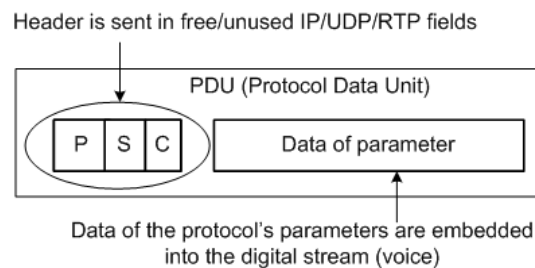 Header is sent in free/unused IP/UDP/RTP fields
PDU (Protocol Data Unit)
P S C Data of parameter
Data of the protocol's parameters are embedded
into the digital stream (voice)